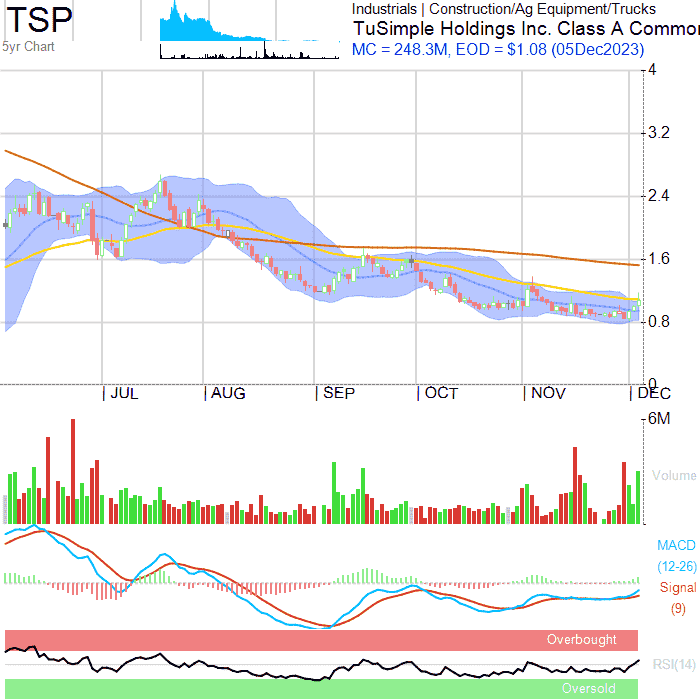 TSP
5yr Chart
Industrials | Construction/Ag Equipment/Trucks
TuSimple Holdings Inc. Class A Common
MC = 248.3M, EOD = $1.08 (05Dec2023)
4
3.2
2.4
1.6
0.8
0
JUL AUG SEP OCT NOV DEC
6M
Volume
MACD
(12-26)
Signal
(9)
Overbought
RSI(14)
Oversold